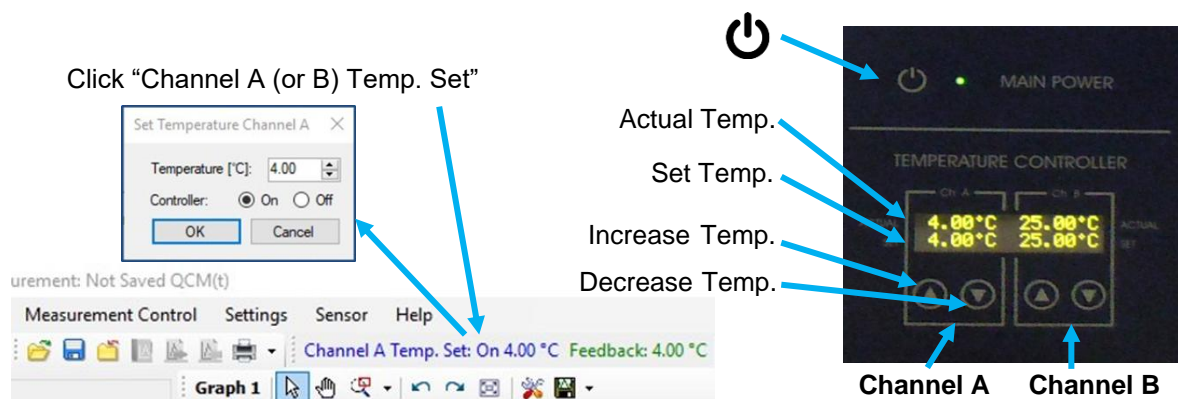 Click “Channel A (or B) Temp. Set”
Set Temperature Channel A
Temperature [°C]: 4.00
Controller: On Off
OK Cancel
urement: Not Saved QCM(t)
Measurement Control Settings Sensor Help
Channel A Temp. Set: On 4.00 °C Feedback: 4.00 °C
Graph 1
Actual Temp.
Set Temp.
Increase Temp.
Decrease Temp.
MAIN POWER
TEMPERATURE CONTROLLER
Ch A Ch B
ACTUAL 4.00°C 25.00°C ACTUAL
4.00°C 25.00°C SET
Channel A Channel B